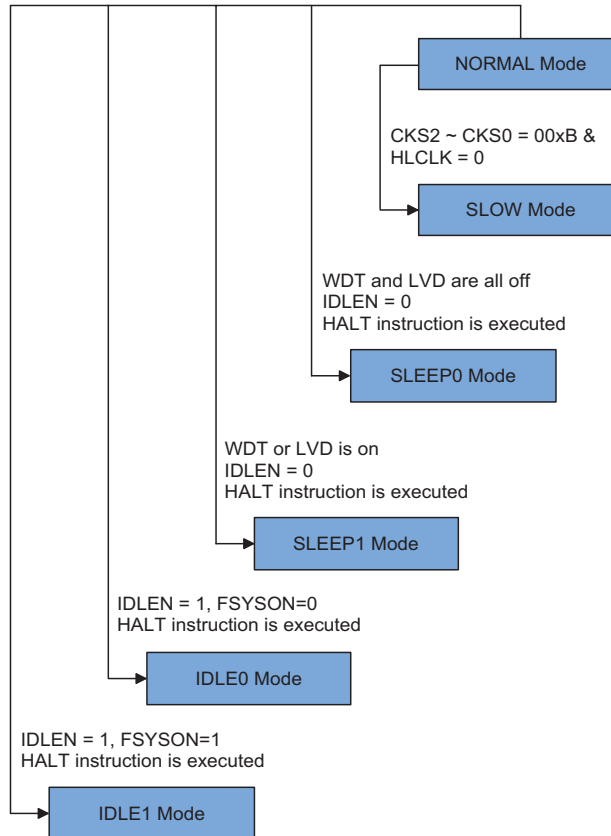 NORMAL Mode
CKS2 ~ CKS0 = 00xB &
HLCLK = 0
SLOW Mode
WDT and LVD are all off
IDLEN = 0
HALT instruction is executed
SLEEP0 Mode
WDT or LVD is on
IDLEN = 0
HALT instruction is executed
SLEEP1 Mode
IDLEN = 1, FSYSON=0
HALT instruction is executed
IDLE0 Mode
IDLEN = 1, FSYSON=1
HALT instruction is executed
IDLE1 Mode